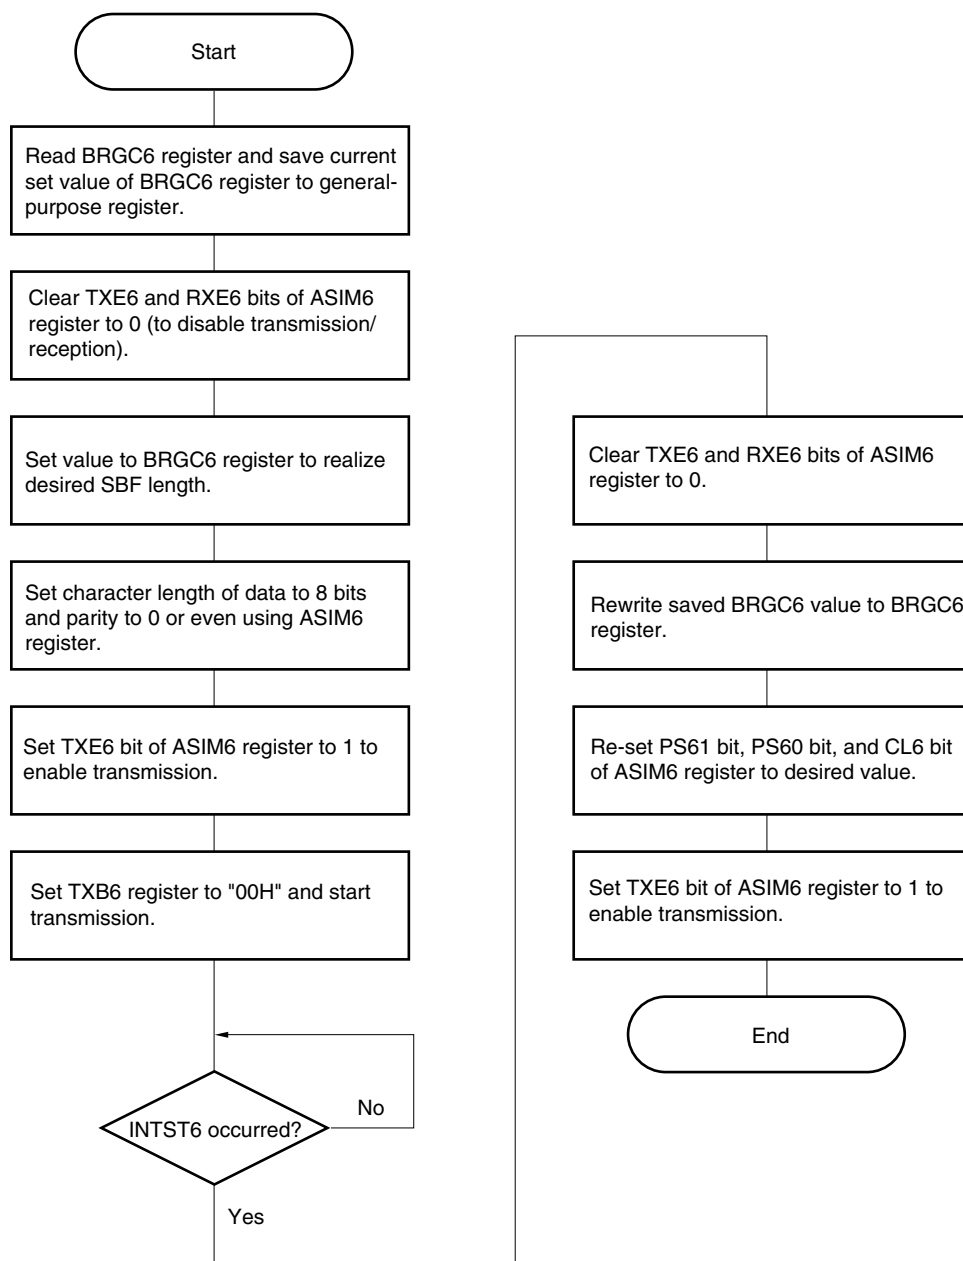 Start
Read BRGC6 register and save current
set value of BRGC6 register to general-
purpose register.
Clear TXE6 and RXE6 bits of ASIM6
register to 0 (to disable transmission/
reception).
Set value to BRGC6 register to realize
desired SBF length.
Set character length of data to 8 bits
and parity to 0 or even using ASIM6
register.
Set TXE6 bit of ASIM6 register to 1 to
enable transmission.
Set TXB6 register to "00H" and start
transmission.
INTST6 occurred?
No
Yes
Clear TXE6 and RXE6 bits of ASIM6
register to 0.
Rewrite saved BRGC6 value to BRGC6
register.
Re-set PS61 bit, PS60 bit, and CL6 bit
of ASIM6 register to desired value.
Set TXE6 bit of ASIM6 register to 1 to
enable transmission.
End